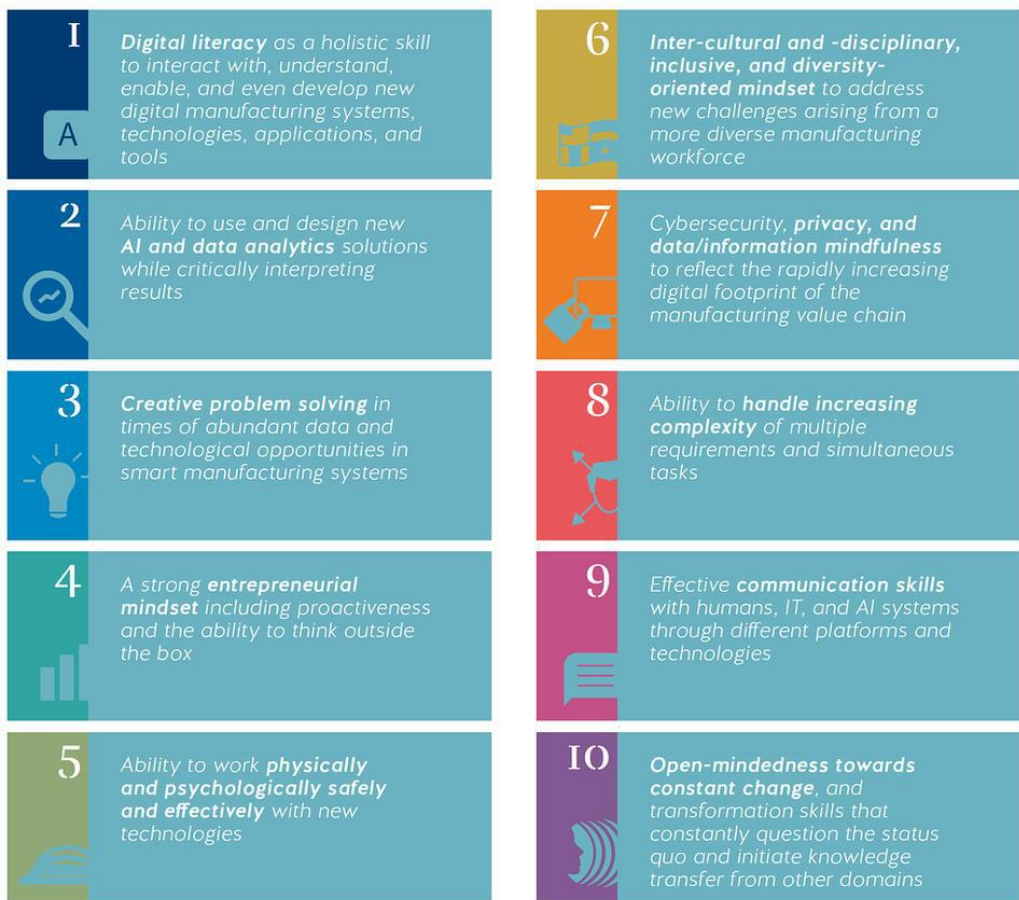 1
Digital literacy as a holistic skill
to interact with, understand,
enable, and even develop new
digital manufacturing systems,
technologies, applications, and
tools
A
2
Ability to use and design new
AI and data analytics solutions
while critically interpreting
results
3
Creative problem solving in
times of abundant data and
technological opportunities in
smart manufacturing systems
4
A strong entrepreneurial
mindset including proactiveness
and the ability to think outside
the box
5
Ability to work physically
and psychologically safely
and effectively with new
technologies
6
Inter-cultural and -disciplinary,
inclusive, and diversity-
oriented mindset to address
new challenges arising from a
more diverse manufacturing
workforce
7
Cybersecurity, privacy, and
data/information mindfulness
to reflect the rapidly increasing
digital footprint of the
manufacturing value chain
8
Ability to handle increasing
complexity of multiple
requirements and simultaneous
tasks
9
Effective communication skills
with humans, IT, and AI systems
through different platforms and
technologies
10
Open-mindedness towards
constant change, and
transformation skills that
constantly question the status
quo and initiate knowledge
transfer from other domains